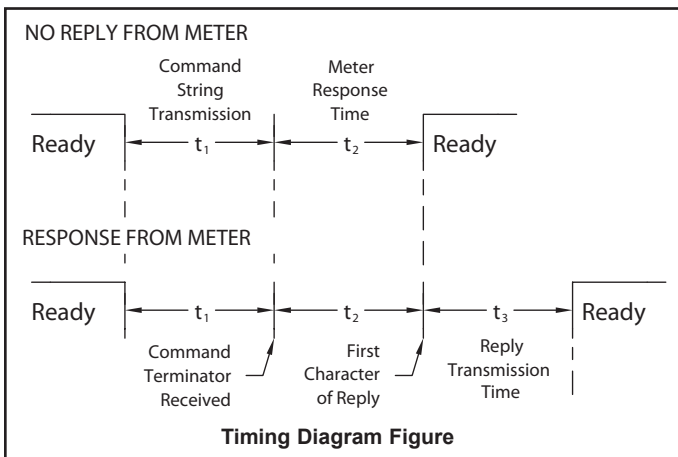 NO REPLY FROM METER
Command
String
Transmission
Meter
Response
Time
Ready
t1
t2
Ready
RESPONSE FROM METER
Ready
t1
t2
t3
Ready
Command
Terminator
Received
First
Character
of Reply
Reply
Transmission
Time
Timing Diagram Figure